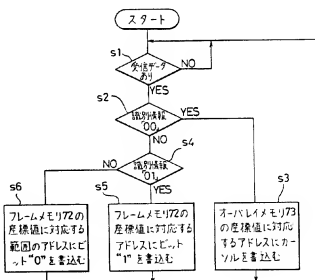 スタート
s1
受信データ
あり
NO
YES
s2
識別情報
"00"
YES
NO
s4
識別情報
"01"
NO
YES
s6
フレームメモリ72の
座標値に対応する
範囲のアドレスにビ
ット"0"を書込む
s5
フレームメモリ72の
座標値に対応する
アドレスにビット
"1"を書込む
s3
オーバレイメモリ73
の座標値に対応
するアドレスにカー
ソルを書込む